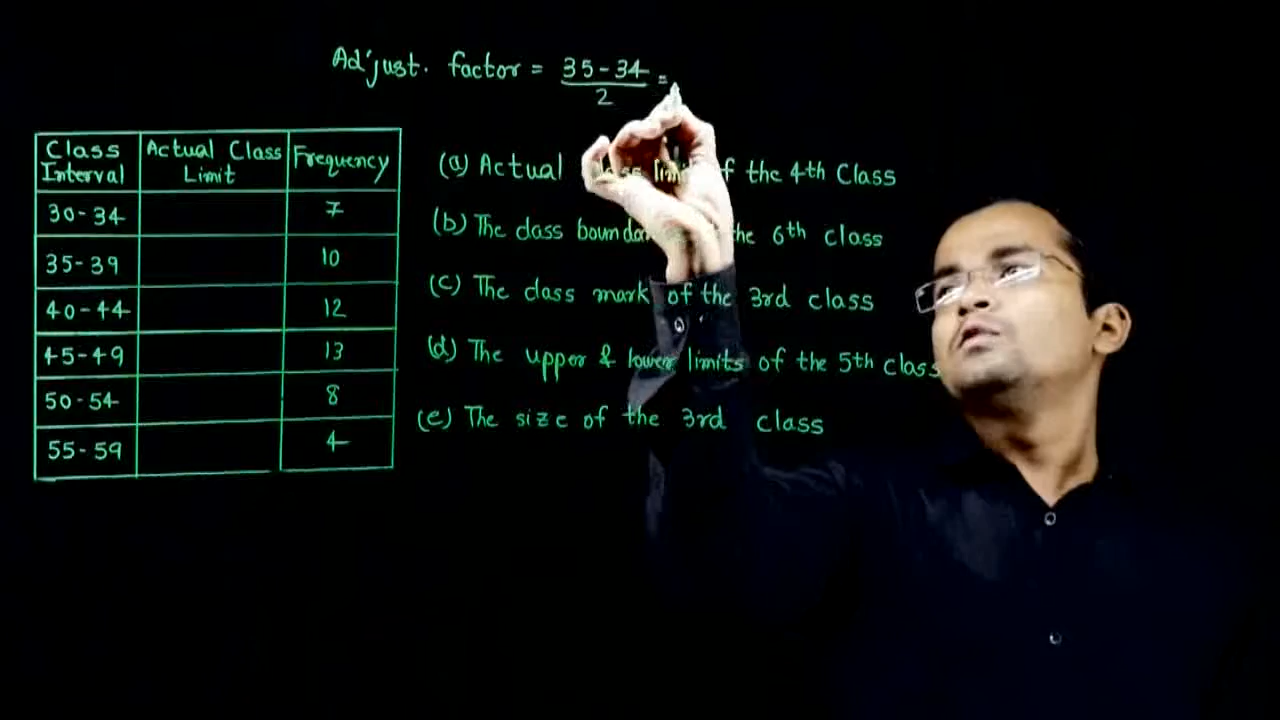 Adjust. factor = 35-34/2 =
Class Interval | Actual Class Limit | Frequency
30-34 | | 7
35-39 | | 10
40-44 | | 12
45-49 | | 13
50-54 | | 8
55-59 | | 4
(a) Actual class limit of the 4th Class
(b) The class the 6th class
(c) The class mark of the 3rd class
(d) The upper & lower limits of the 5th class
(e) The size of the 3rd class